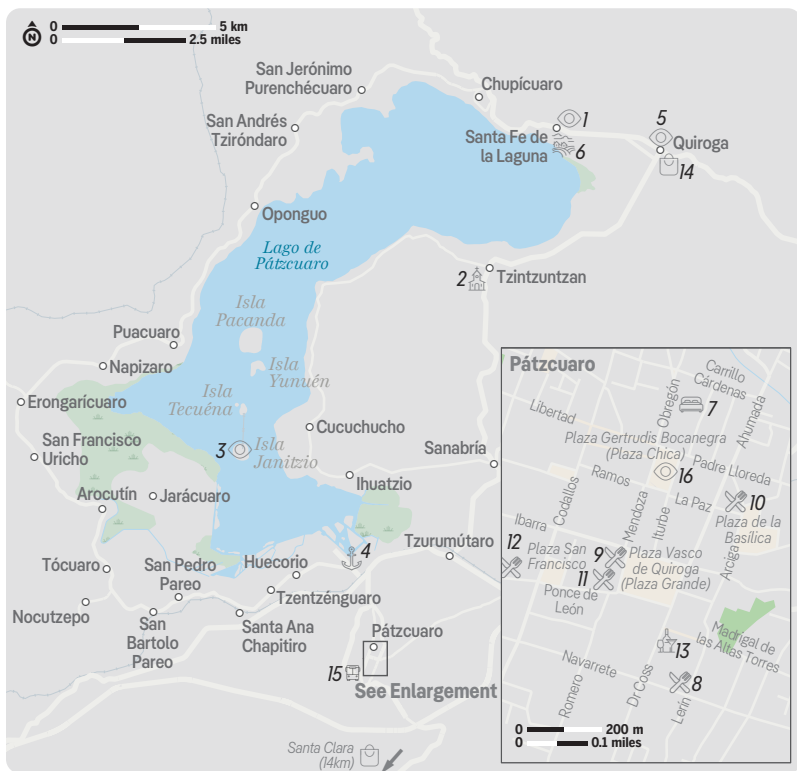 0 5 km
N
0 2.5 miles
San Jerónimo
Purenchécuaro
Chupícuaro
San Andrés
Tziróndaro
1
Santa Fe de
la Laguna
6
5
Quiroga
14
Oponguo
Lago de
Pátzcuaro
2
Tzintzuntzan
Isla
Pacanda
Puacuaro
Napizaro
Isla
Yunuén
Erongarícuaro
Isla
Tecuéna
Cucuchucho
San Francisco
Uricho
3
Isla
Janitzio
Sanabría
Arocutín
Jarácuaro
Ihuatzio
Tzurumútaro
4
Tócuaro
San Pedro
Pareo
Huecorio
Nocutzepo
Tzentzénguaro
San
Bartolo
Pareo
Santa Ana
Chapitiro
Pátzcuaro
15
See Enlargement
Santa Clara
(14km)
Pátzcuaro
Carrillo
Cárdenas
Obregón
7
Libertad
Ahumada
Plaza Gertrudis Bocanegra
(Plaza Chica)
16
Padre Lloreda
Ramos
Codallos
Mendoza
Iturbe
La Paz
10
Plaza de la
Basílica
Ibarra
12
Plaza San
Francisco
9
11
Plaza Vasco
de Quiroga
(Plaza Grande)
Arciga
Ponce de
León
Madrigal de
las Altas Torres
13
Navarrete
8
Romero
Dr Coss
Lerín
0 200 m
0 0.1 miles